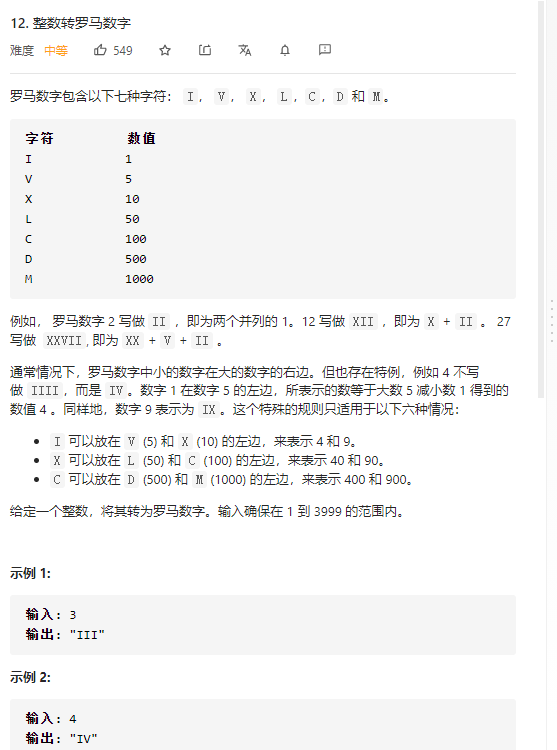 12. 整数转罗马数字
难度 中等 549
罗马数字包含以下七种字符： I， V， X， L，C，D 和 M。
字符 数值
I 1
V 5
X 10
L 50
C 100
D 500
M 1000
例如， 罗马数字 2 写做 II ，即为两个并列的 1。12 写做 XII ，即为 X + II 。 27
写做 XXVII, 即为 XX + V + II 。
通常情况下，罗马数字中小的数字在大的数字的右边。但也存在特例，例如 4 不写
做 IIII，而是 IV。数字 1 在数字 5 的左边，所表示的数等于大数 5 减小数 1 得到的
数值 4 。同样地，数字 9 表示为 IX。这个特殊的规则只适用于以下六种情况：
• I 可以放在 V (5) 和 X (10) 的左边，来表示 4 和 9。
• X 可以放在 L (50) 和 C (100) 的左边，来表示 40 和 90。
• C 可以放在 D (500) 和 M (1000) 的左边，来表示 400 和 900。
给定一个整数，将其转为罗马数字。输入确保在 1 到 3999 的范围内。
示例 1:
输入: 3
输出: "III"
示例 2:
输入: 4
输出: "IV"